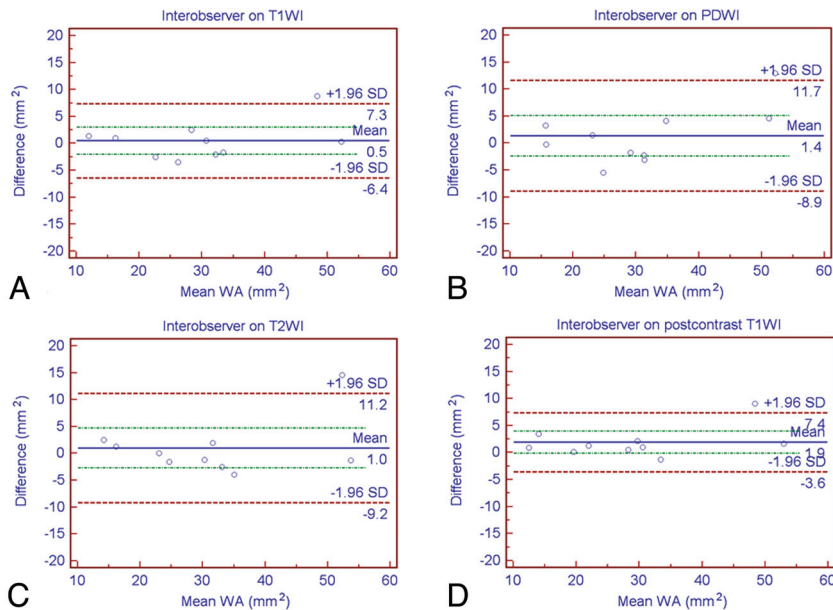 Interobserver on T1WI
20
15
10
5
0
-5
-10
-15
-20
Difference (mm2)
+1.96 SD
7.3
Mean
0.5
-1.96 SD
-6.4
10 20 30 40 50 60
Mean WA (mm2)
A
Interobserver on PDWI
20
15
10
5
0
-5
-10
-15
-20
Difference (mm2)
+1.96 SD
11.7
Mean
1.4
-1.96 SD
-8.9
10 20 30 40 50 60
Mean WA (mm2)
B
Interobserver on T2WI
20
15
10
5
0
-5
-10
-15
-20
Difference (mm2)
+1.96 SD
11.2
Mean
1.0
-1.96 SD
-9.2
10 20 30 40 50 60
Mean WA (mm2)
C
Interobserver on postcontrast T1WI
20
15
10
5
0
-5
-10
-15
-20
Difference (mm2)
+1.96 SD
7.4
Mean
1.9
-1.96 SD
-3.6
10 20 30 40 50 60
Mean WA (mm2)
D